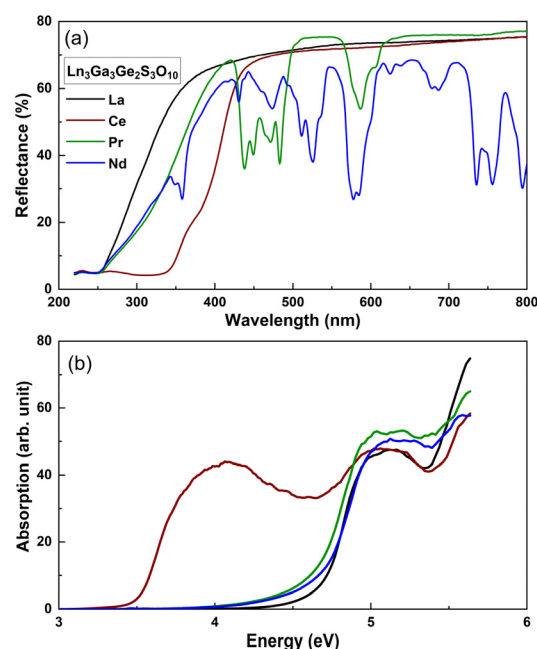 (a)
Ln₃Ga₃Ge₂S₃O₁₀
La
Ce
Pr
Nd
Reflectance (%)
80
60
40
20
0
200 300 400 500 600 700 800
Wavelength (nm)
(b)
Absorption (arb. unit)
80
60
40
20
0
3 4 5 6
Energy (eV)